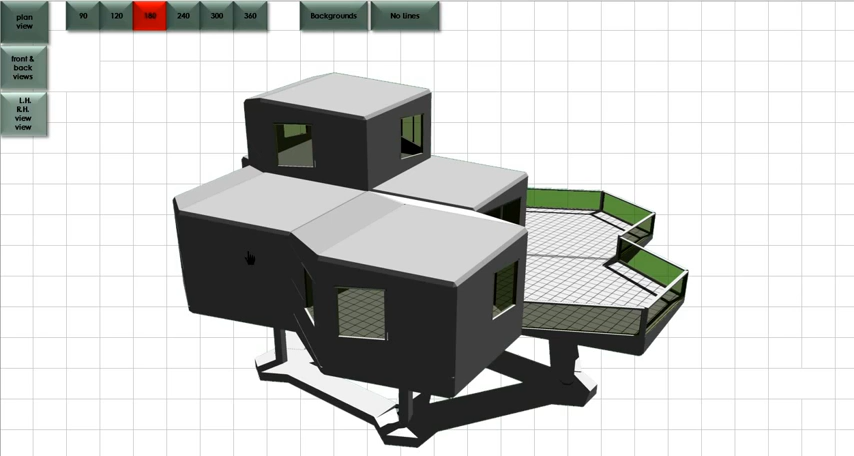 plan
view
90 120 180 240 300 360 Backgrounds No lines
front &
back
views
L.H.
R.H.
view
view